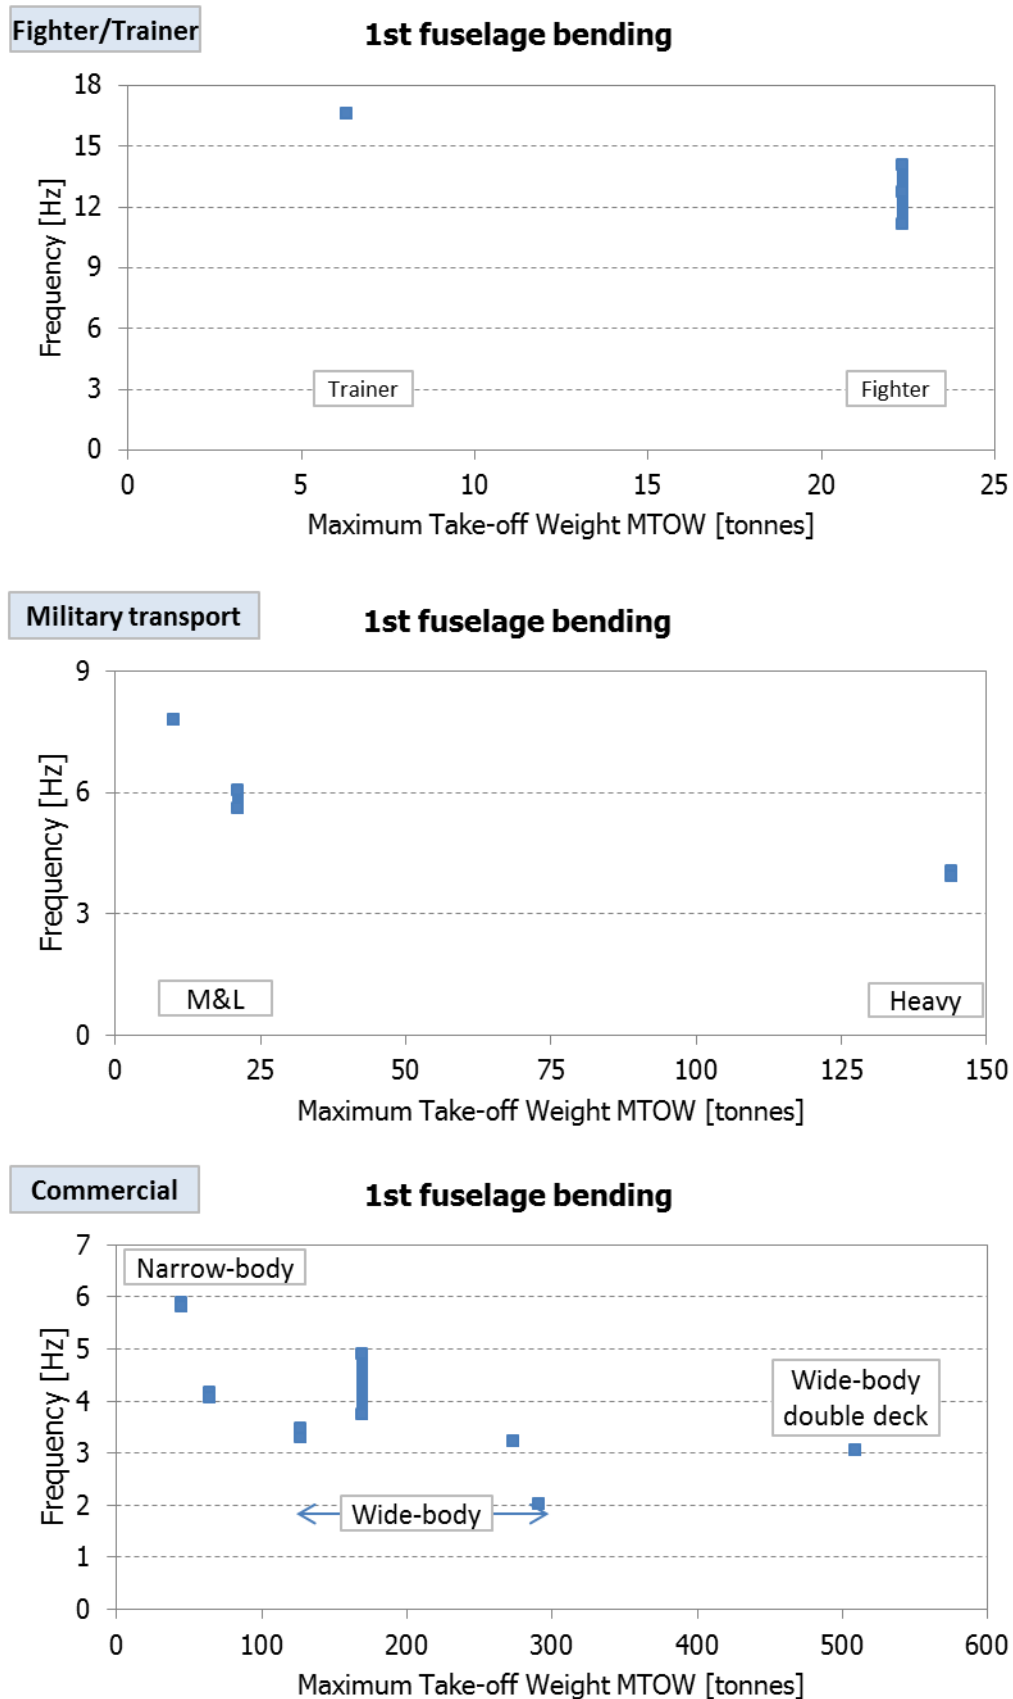 Fighter/Trainer
1st fuselage bending
18
15
12
9
6
3
0
Frequency [Hz]
Trainer
Fighter
0 5 10 15 20 25
Maximum Take-off Weight MTOW [tonnes]
Military transport
1st fuselage bending
9
6
3
0
Frequency [Hz]
M&L
Heavy
0 25 50 75 100 125 150
Maximum Take-off Weight MTOW [tonnes]
Commercial
1st fuselage bending
7
6
5
4
3
2
1
0
Frequency [Hz]
Narrow-body
Wide-body
double deck
Wide-body
0 100 200 300 400 500 600
Maximum Take-off Weight MTOW [tonnes]